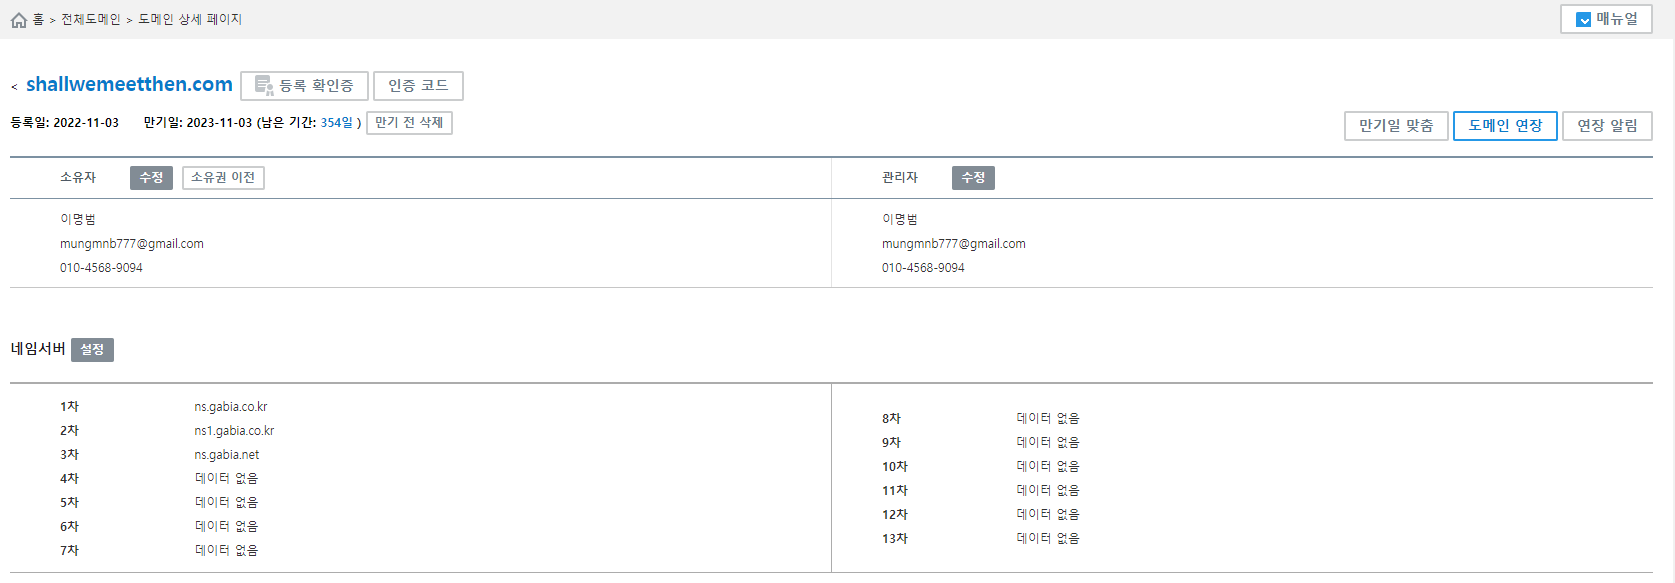 홈 > 전체도메인 > 도메인 상세 페이지
매뉴얼
< shallwemeetthen.com 등록 확인증 인증 코드
등록일: 2022-11-03 만기일: 2023-11-03 (남은 기간: 354일 ) 만기 전 삭제
만기일 맞춤 도메인 연장 연장 알림
소유자 수정 소유권 이전
이명범
mungmnb777@gmail.com
010-4568-9094
관리자 수정
이명범
mungmnb777@gmail.com
010-4568-9094
네임서버 설정
1차 ns.gabia.co.kr
2차 ns1.gabia.co.kr
3차 ns.gabia.net
4차 데이터 없음
5차 데이터 없음
6차 데이터 없음
7차 데이터 없음
8차 데이터 없음
9차 데이터 없음
10차 데이터 없음
11차 데이터 없음
12차 데이터 없음
13차 데이터 없음